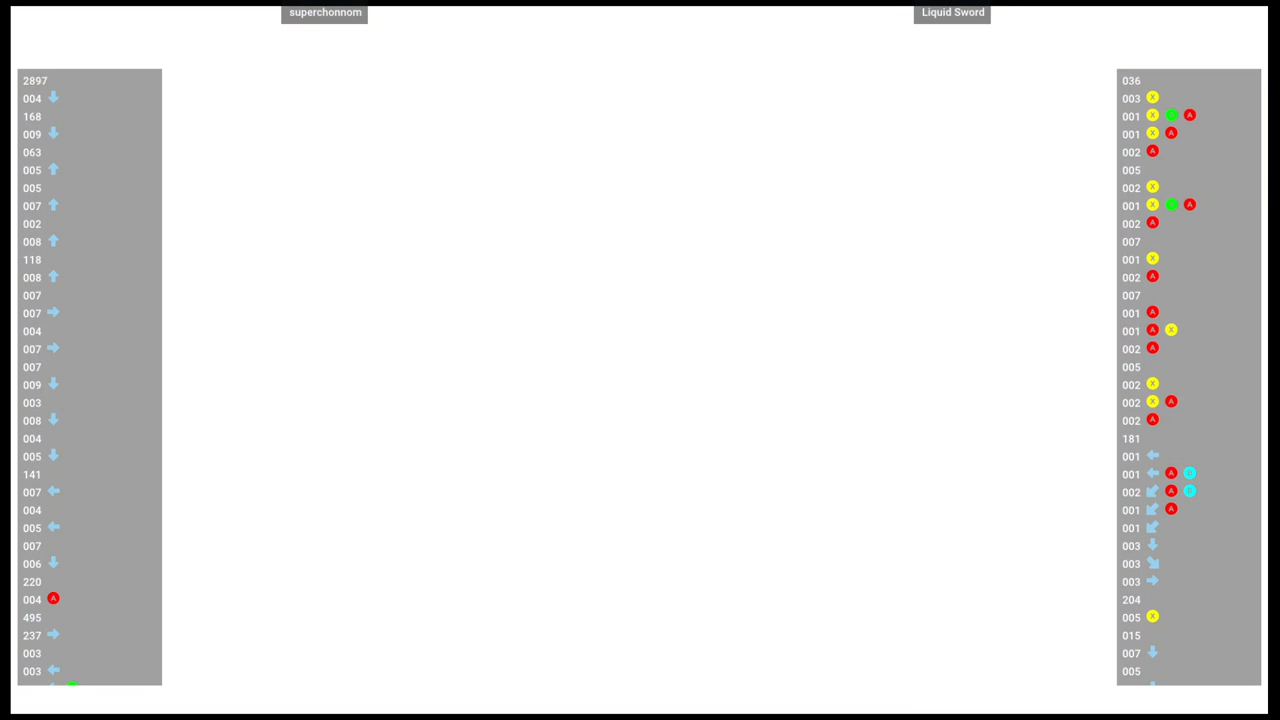 superchonnom
Liquid Sword
2897
004
168
009
063
005
005
007
002
008
118
008
007
007
004
007
007
009
003
008
004
005
141
007
004
005
007
006
220
004 A
495
237
003
003
036
003 X
001 X A
001 X A
002 A
005
002 X
001 X A
002 A
007
001 X
002 A
007
001 A
001 A X
002 A
005
002 X
002 X A
002 A
181
001
001 A
002 A
001 A
001
003
003
003
204
005 X
015
007
005